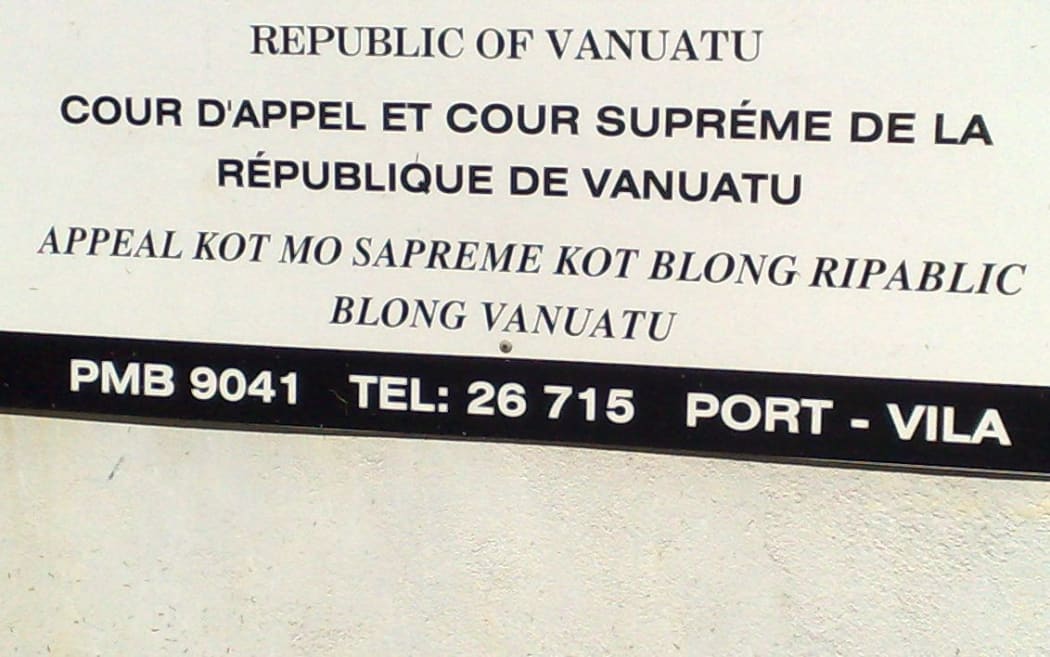 REPUBLIC OF VANUATU
COUR D'APPEL ET COUR SUPRÉME DE LA
RÉPUBLIQUE DE VANUATU
APPEAL KOT MO SAPREME KOT BLONG RIPABLIC
BLONG VANUATU
PMB 9041 TEL: 26 715 PORT - VILA